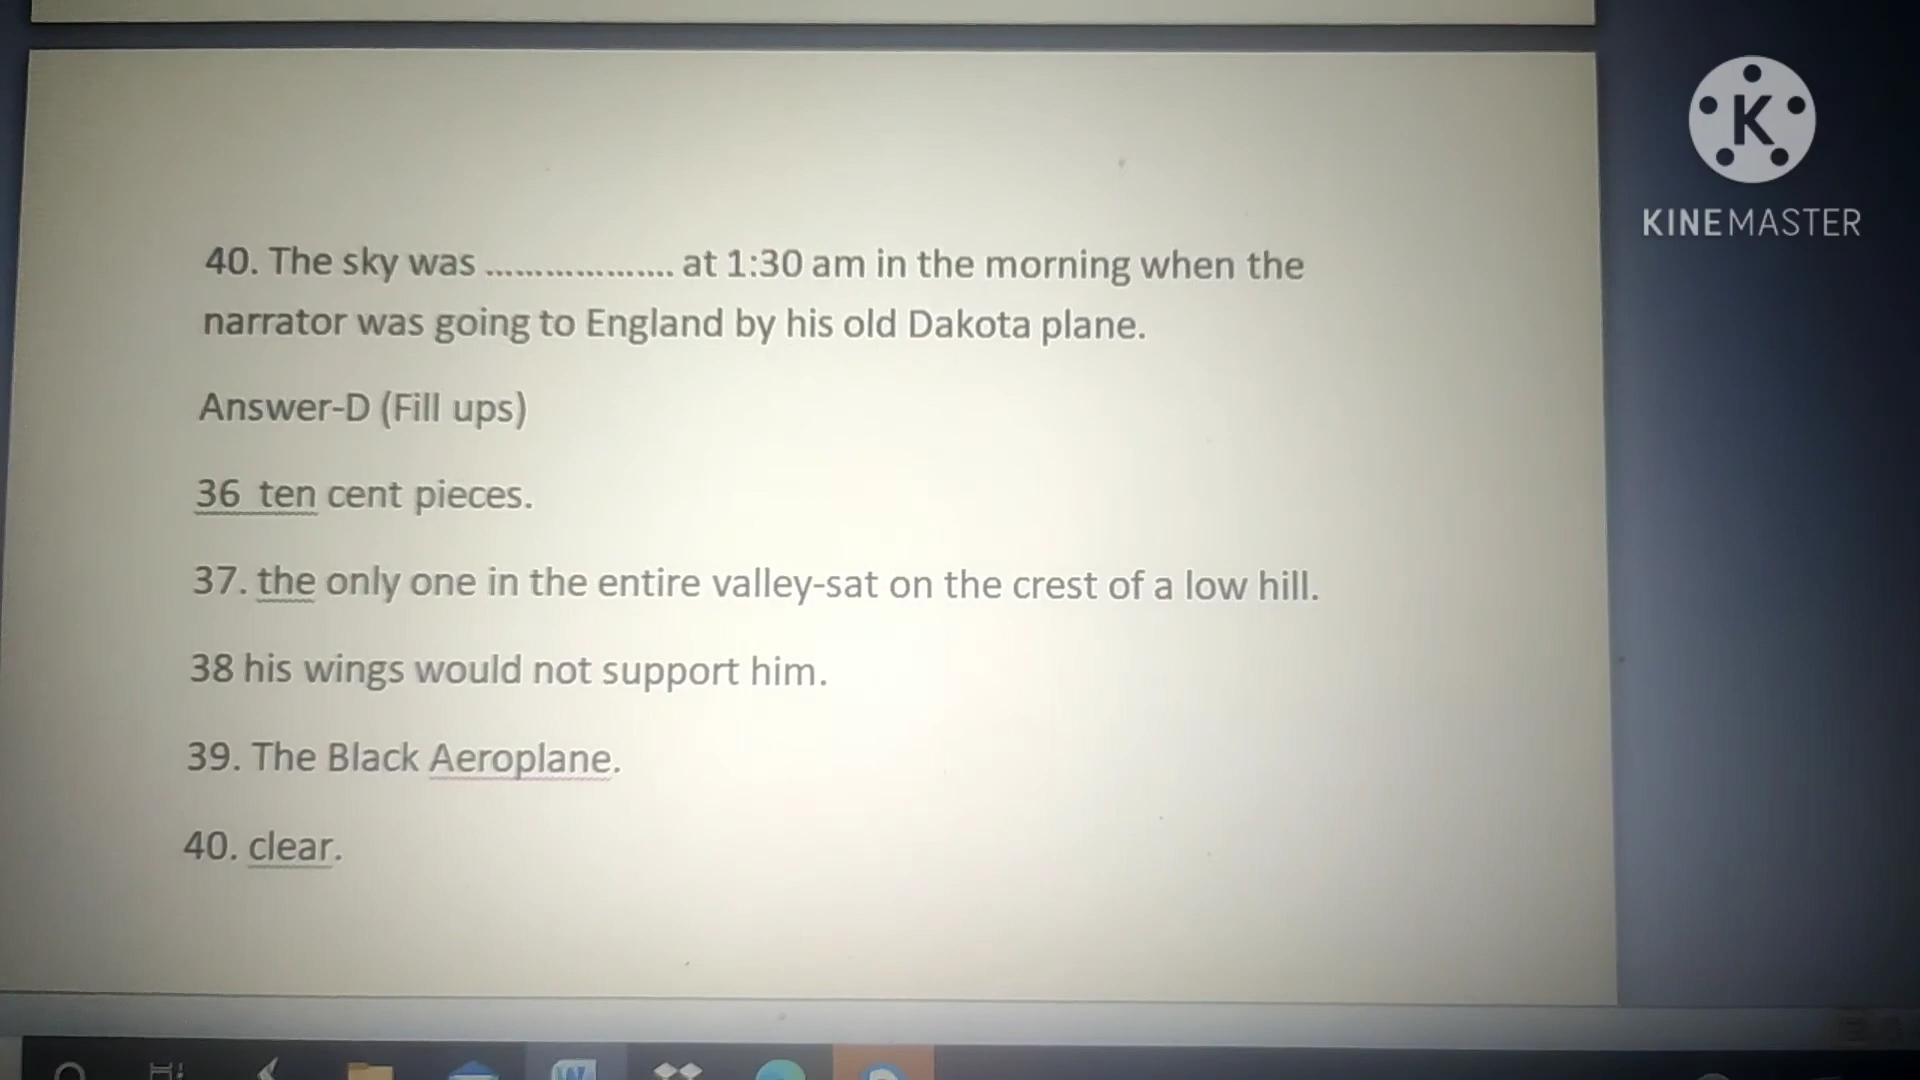 K
KINEMASTER
40. The sky was ................... at 1:30 am in the morning when the
narrator was going to England by his old Dakota plane.
Answer-D (Fill ups)
36 ten cent pieces.
37. the only one in the entire valley-sat on the crest of a low hill.
38 his wings would not support him.
39. The Black Aeroplane.
40. clear.